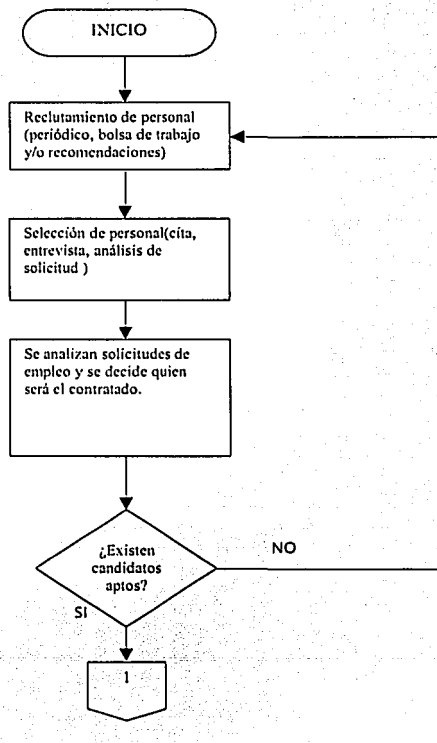 INICIO
Reclutamiento de personal
(periódico, bolsa de trabajo
y/o recomendaciones)
Selección de personal(cita,
entrevista, análisis de
solicitud )
Se analizan solicitudes de
empleo y se decide quien
será el contratado.
¿Existen
candidatos
aptos?
NO
SI
1